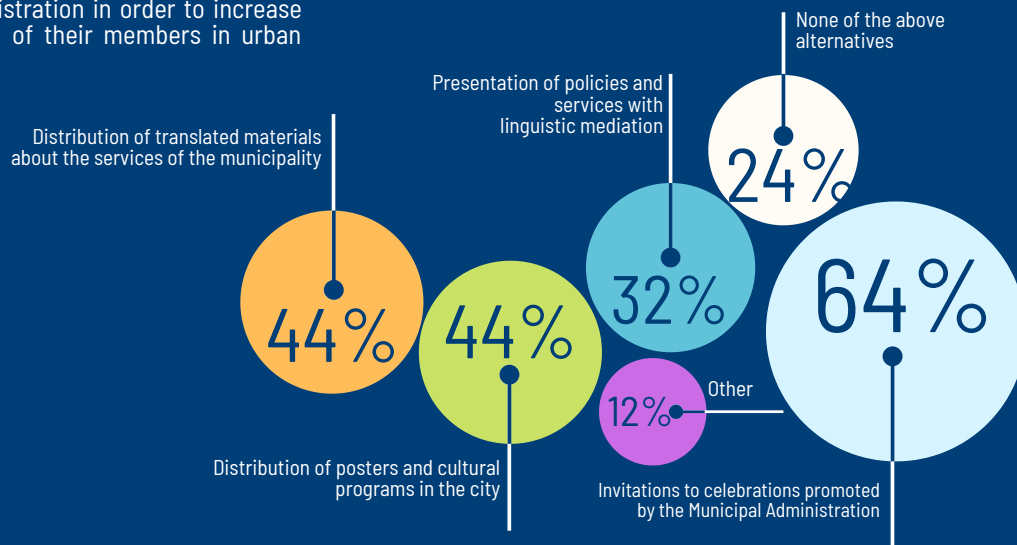 istration in order to increase
of their members in urban
None of the above
alternatives
Presentation of policies and
services with
linguistic mediation
Distribution of translated materials
about the services of the municipality
24%
64%
32%
44%
44%
12%
Other
Distribution of posters and cultural
programs in the city
Invitations to celebrations promoted
by the Municipal Administration